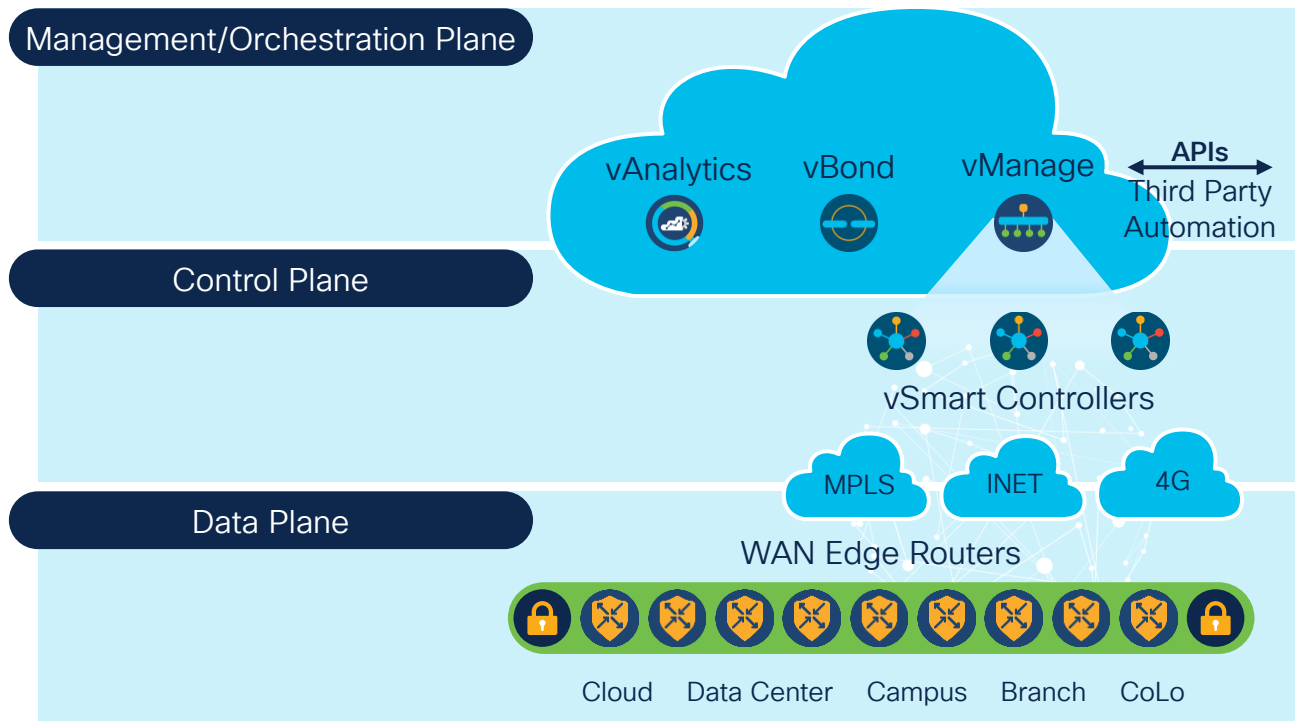 Management/Orchestration Plane
vAnalytics
vBond
vManage
APIs
Third Party
Automation
Control Plane
vSmart Controllers
MPLS
INET
4G
Data Plane
WAN Edge Routers
Cloud
Data Center
Campus
Branch
CoLo